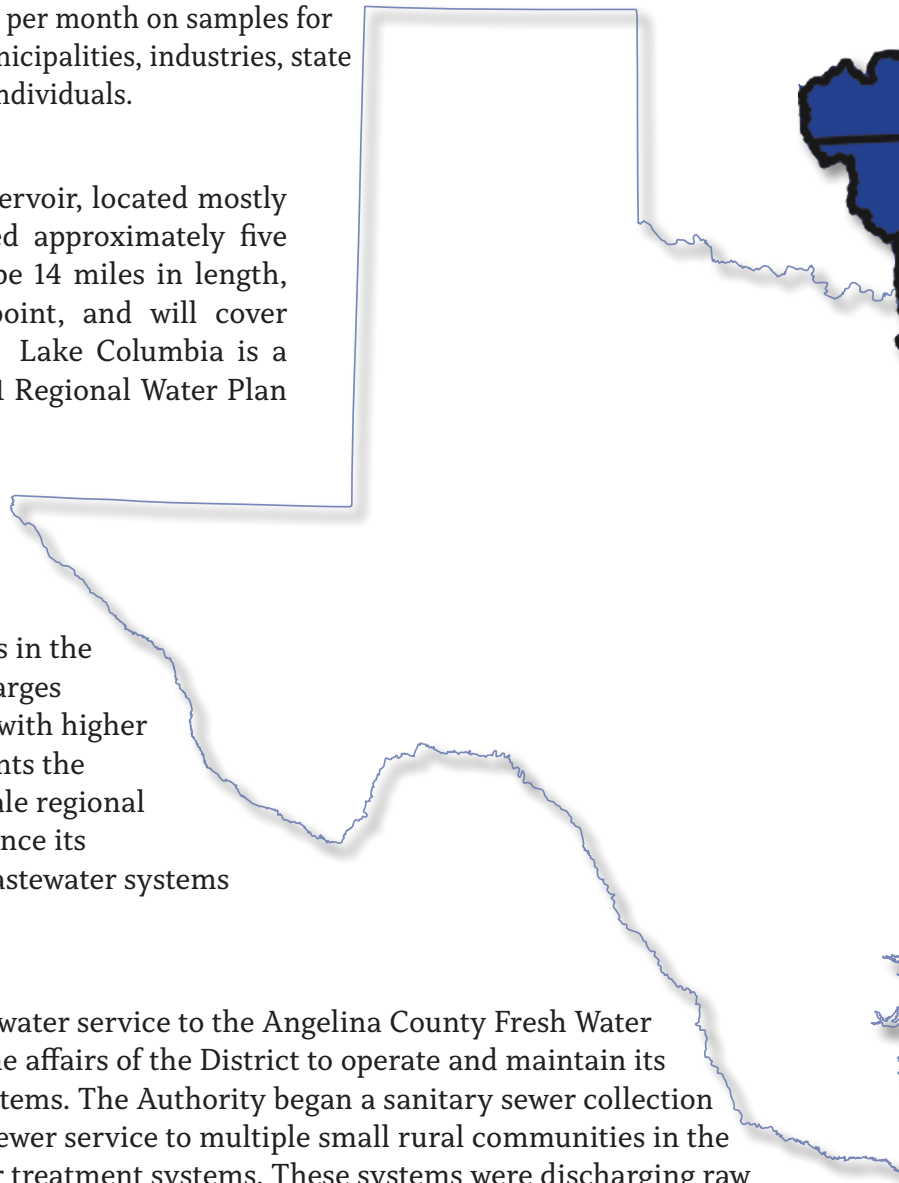 per month on samples for
nicipalities, industries, state
ndividuals.
ervoir, located mostly
ed approximately five
be 14 miles in length,
point, and will cover
Lake Columbia is a
1 Regional Water Plan
s in the
arges
with higher
nts the
ale regional
nce its
astewater systems
water service to the Angelina County Fresh Water
he affairs of the District to operate and maintain its
tems. The Authority began a sanitary sewer collection
ewer service to multiple small rural communities in the
r treatment systems. These systems were discharging raw